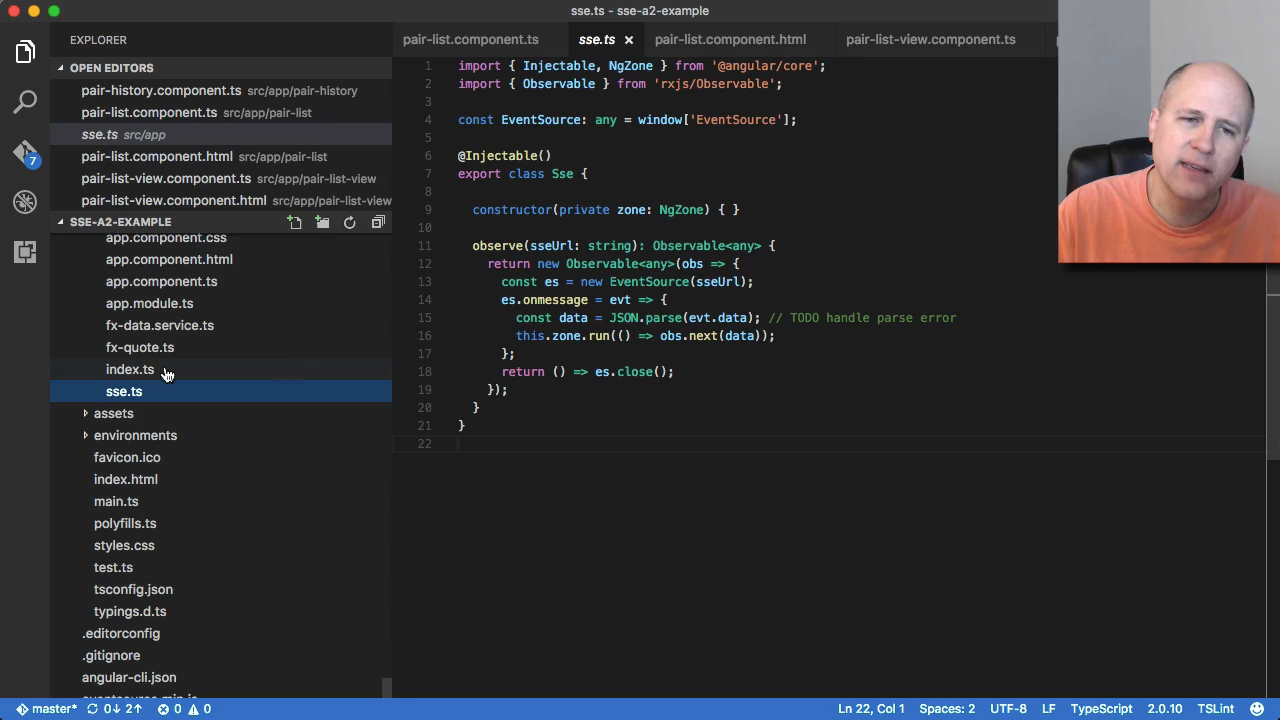 sse.ts - sse-a2-example
EXPLORER
OPEN EDITORS
pair-history.component.ts src/app/pair-history
pair-list.component.ts src/app/pair-list
sse.ts src/app
pair-list.component.html src/app/pair-list
pair-list-view.component.ts src/app/pair-list-view
pair-list-view.component.html src/app/pair-list-view
SSE-A2-EXAMPLE
app.component.css
app.component.html
app.component.ts
app.module.ts
fx-data.service.ts
fx-quote.ts
index.ts
sse.ts
assets
environments
favicon.ico
index.html
main.ts
polyfills.ts
styles.css
test.ts
tsconfig.json
typings.d.ts
.editorconfig
.gitignore
angular-cli.json
eventsource.min.js
7
pair-list.component.ts sse.ts pair-list.component.html pair-list-view.component.ts
1 import { Injectable, NgZone } from '@angular/core';
2 import { Observable } from 'rxjs/Observable';
3
4 const EventSource: any = window['EventSource'];
5
6 @Injectable()
7 export class Sse {
8
9 constructor(private zone: NgZone) { }
10
11 observe(sseUrl: string): Observable<any> {
12 return new Observable<any>(obs => {
13 const es = new EventSource(sseUrl);
14 es.onmessage = evt => {
15 const data = JSON.parse(evt.data); // TODO handle parse error
16 this.zone.run(() => obs.next(data));
17 };
18 return () => es.close();
19 });
20 }
21 }
22
master* 0↓ 2↑ 0 0 Ln 22, Col 1 Spaces: 2 UTF-8 LF TypeScript 2.0.10 TSLint